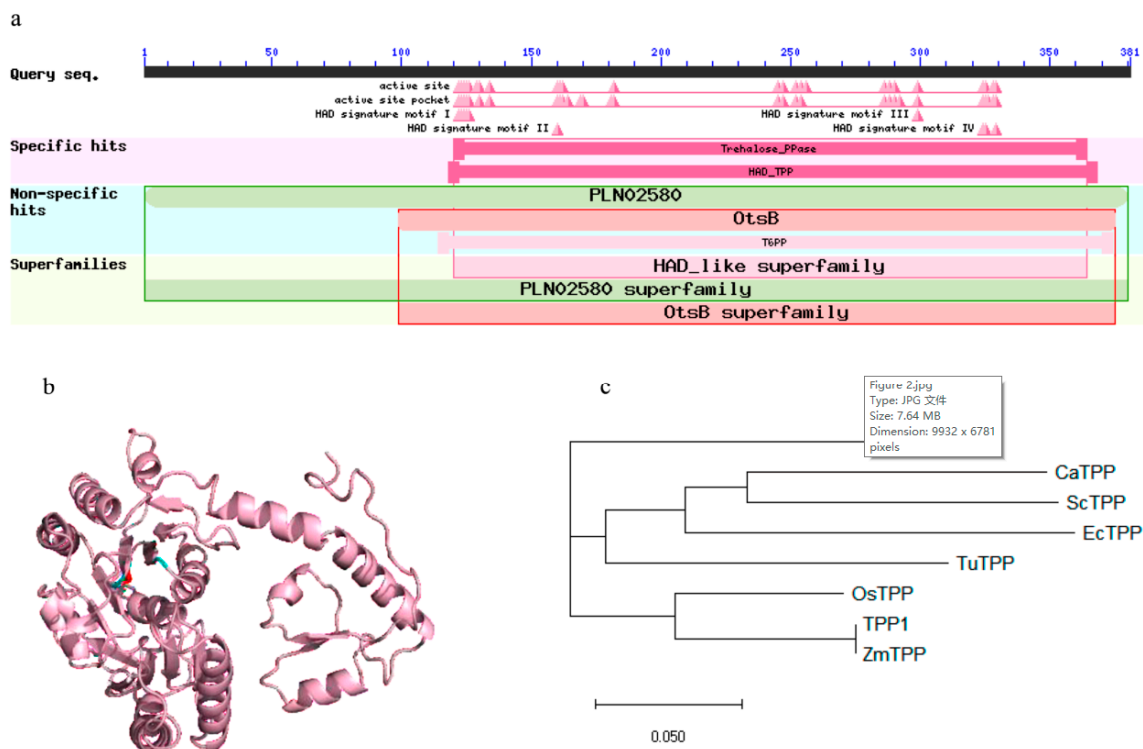 a
1 50 100 150 200 250 300 350 381
Query seq.
active site
active site pocket
HAD signature motif I
HAD signature motif III
HAD signature motif II
HAD signature motif IV
Specific hits
Trehalose_PPase
HAD_TPP
Non-specific
hits
PLN02580
OtsB
T6PP
Superfamilies
HAD_like superfamily
PLN02580 superfamily
OtsB superfamily
b
c
Figure 2.jpg
Type: JPG 文件
Size: 7.64 MB
Dimension: 9932 x 6781
pixels
CaTPP
ScTPP
EcTPP
TuTPP
OsTPP
TPP1
ZmTPP
0.050